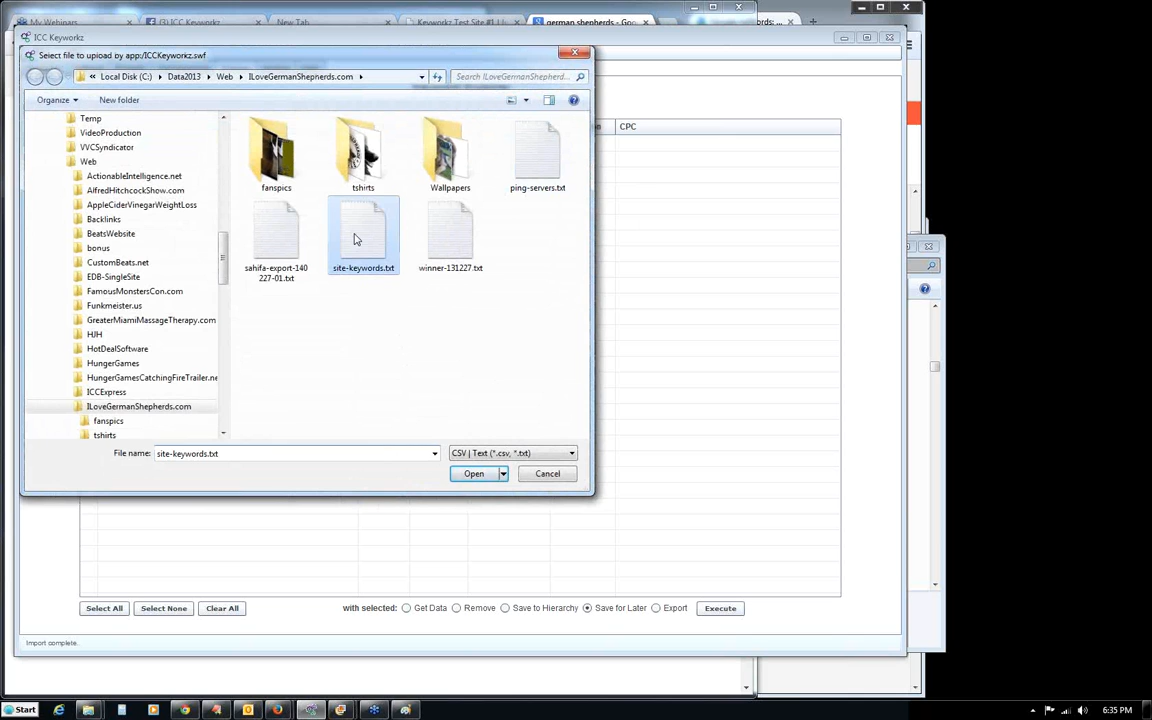 My Webinars
(3) ICC Keyworkz
New Tab
Keyworkz Test Site #1 |
german shepherds - Goo
ICC Keyworkz
Select file to upload by app:/ICCKeyworkz.swf
Local Disk (C:) ▸ Data2013 ▸ Web ▸ ILoveGermanShepherds.com ▸
Search ILoveGermanShepherd...
Organize
New folder
CPC
Temp
VideoProduction
VVCSyndicator
Web
ActionableIntelligence.net
AlfredHitchcockShow.com
AppleCiderVinegarWeightLoss
Backlinks
BeatsWebsite
bonus
CustomBeats.net
EDB-SingleSite
FamousMonstersCon.com
Funkmeister.us
GreaterMiamiMassageTherapy.com
HJH
HotDealSoftware
HungerGames
HungerGamesCatchingFireTrailer.ne
ICCExpress
ILoveGermanShepherds.com
fanspics
tshirts
fanspics
tshirts
Wallpapers
ping-servers.txt
sahifa-export-140
227-01.txt
site-keywords.txt
winner-131227.txt
File name:
site-keywords.txt
CSV | Text (*.csv, *.txt)
Open
Cancel
Select All
Select None
Clear All
with selected:
Get Data
Remove
Save to Hierarchy
Save for Later
Export
Execute
Import complete.
Start
6:35 PM